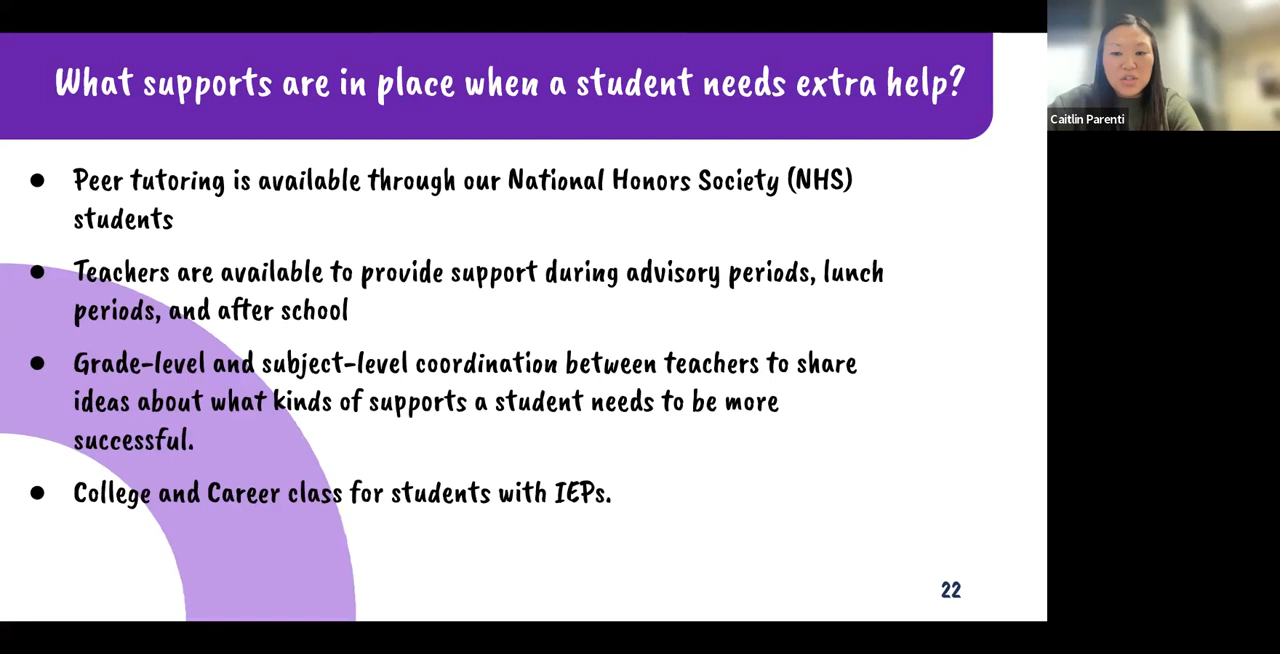 What supports are in place when a student needs extra help?
Caitlin Parenti
● Peer tutoring is available through our National Honors Society (NHS)
students
● Teachers are available to provide support during advisory periods, lunch
periods, and after school
● Grade-level and subject-level coordination between teachers to share
ideas about what kinds of supports a student needs to be more
successful.
● College and Career class for students with IEPs.
22